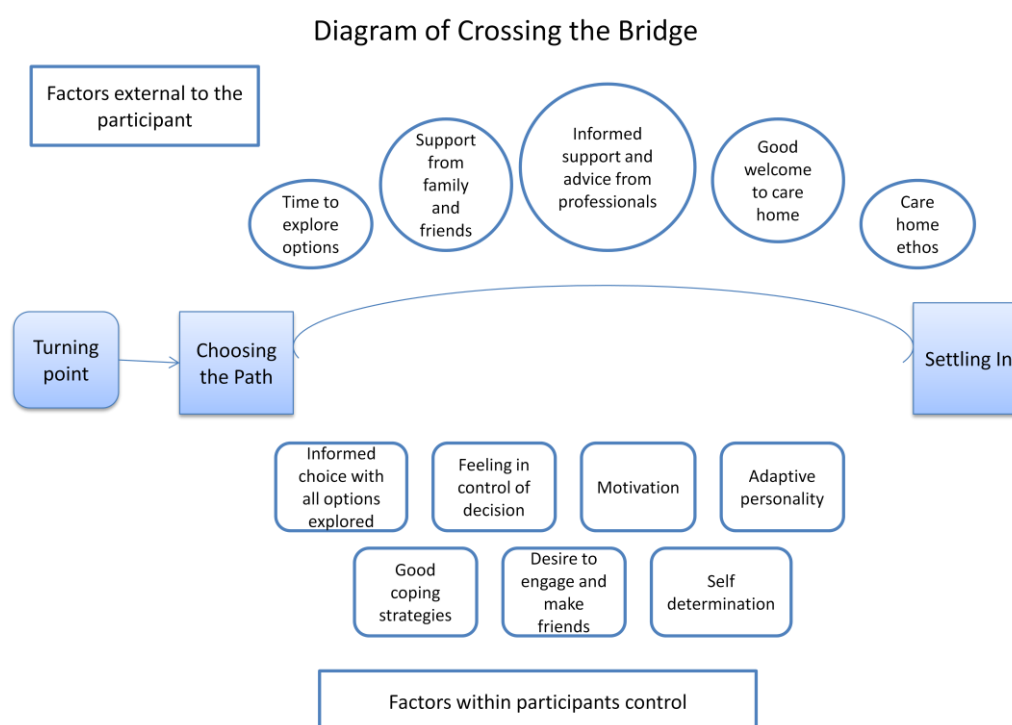 Diagram of Crossing the Bridge
Factors external to the
participant
Time to
explore
options
Support
from
family
and
friends
Informed
support and
advice from
professionals
Good
welcome
to care
home
Care
home
ethos
Turning
point
Choosing
the Path
Settling In
Informed
choice with
all options
explored
Feeling in
control of
decision
Motivation
Adaptive
personality
Good
coping
strategies
Desire to
engage and
make
friends
Self
determination
Factors within participants control